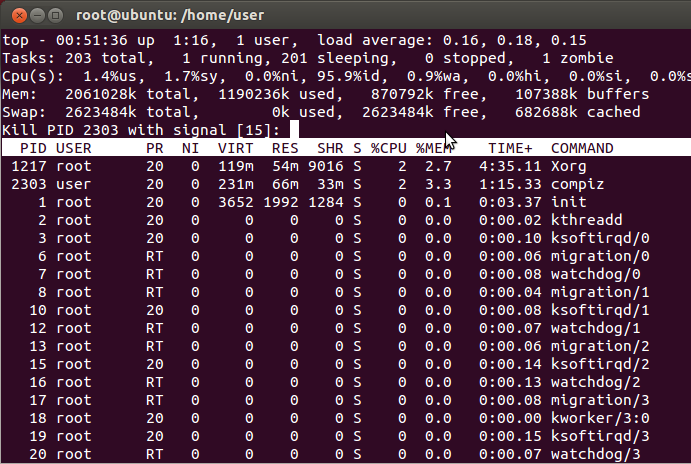 root@ubuntu: /home/user
top - 00:51:36 up  1:16,  1 user,  load average: 0.16, 0.18, 0.15
Tasks: 203 total,   1 running, 201 sleeping,   0 stopped,   1 zombie
Cpu(s):  1.4%us,  1.7%sy,  0.0%ni, 95.9%id,  0.9%wa,  0.0%hi,  0.0%si,  0.0%s
Mem:   2061028k total,  1190236k used,   870792k free,   107388k buffers
Swap:  2623484k total,        0k used,  2623484k free,   682688k cached
Kill PID 2303 with signal [15]:
  PID USER      PR  NI  VIRT  RES  SHR S %CPU %MEM    TIME+  COMMAND
 1217 root      20   0  119m  54m 9016 S    2  2.7   4:35.11 Xorg
 2303 user      20   0  231m  66m  33m S    2  3.3   1:15.33 compiz
    1 root      20   0  3652 1992 1284 S    0  0.1   0:03.37 init
    2 root      20   0     0    0    0 S    0  0.0   0:00.02 kthreadd
    3 root      20   0     0    0    0 S    0  0.0   0:00.10 ksoftirqd/0
    6 root      RT   0     0    0    0 S    0  0.0   0:00.06 migration/0
    7 root      RT   0     0    0    0 S    0  0.0   0:00.08 watchdog/0
    8 root      RT   0     0    0    0 S    0  0.0   0:00.04 migration/1
   10 root      20   0     0    0    0 S    0  0.0   0:00.08 ksoftirqd/1
   12 root      RT   0     0    0    0 S    0  0.0   0:00.07 watchdog/1
   13 root      RT   0     0    0    0 S    0  0.0   0:00.06 migration/2
   15 root      20   0     0    0    0 S    0  0.0   0:00.14 ksoftirqd/2
   16 root      RT   0     0    0    0 S    0  0.0   0:00.13 watchdog/2
   17 root      RT   0     0    0    0 S    0  0.0   0:00.08 migration/3
   18 root      20   0     0    0    0 S    0  0.0   0:00.00 kworker/3:0
   19 root      20   0     0    0    0 S    0  0.0   0:00.15 ksoftirqd/3
   20 root      RT   0     0    0    0 S    0  0.0   0:00.07 watchdog/3